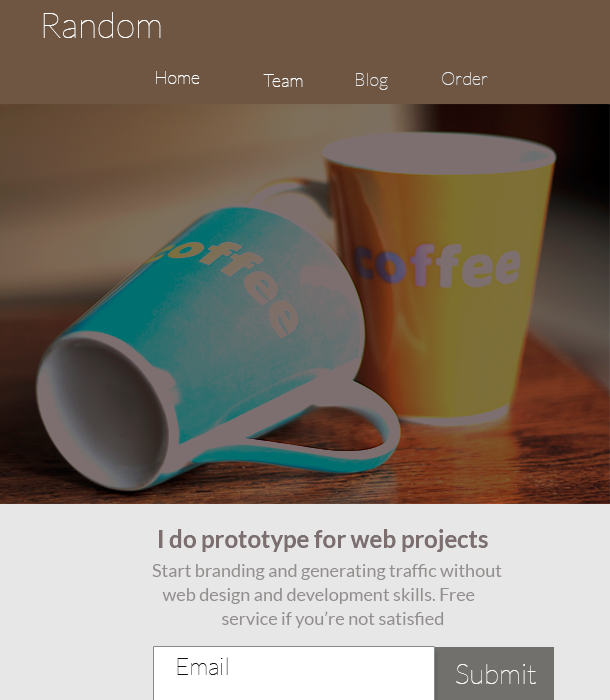 Random
Home Team Blog Order
coffee coffee
I do prototype for web projects
Start branding and generating traffic without
web design and development skills. Free
service if you’re not satisfied
Email Submit